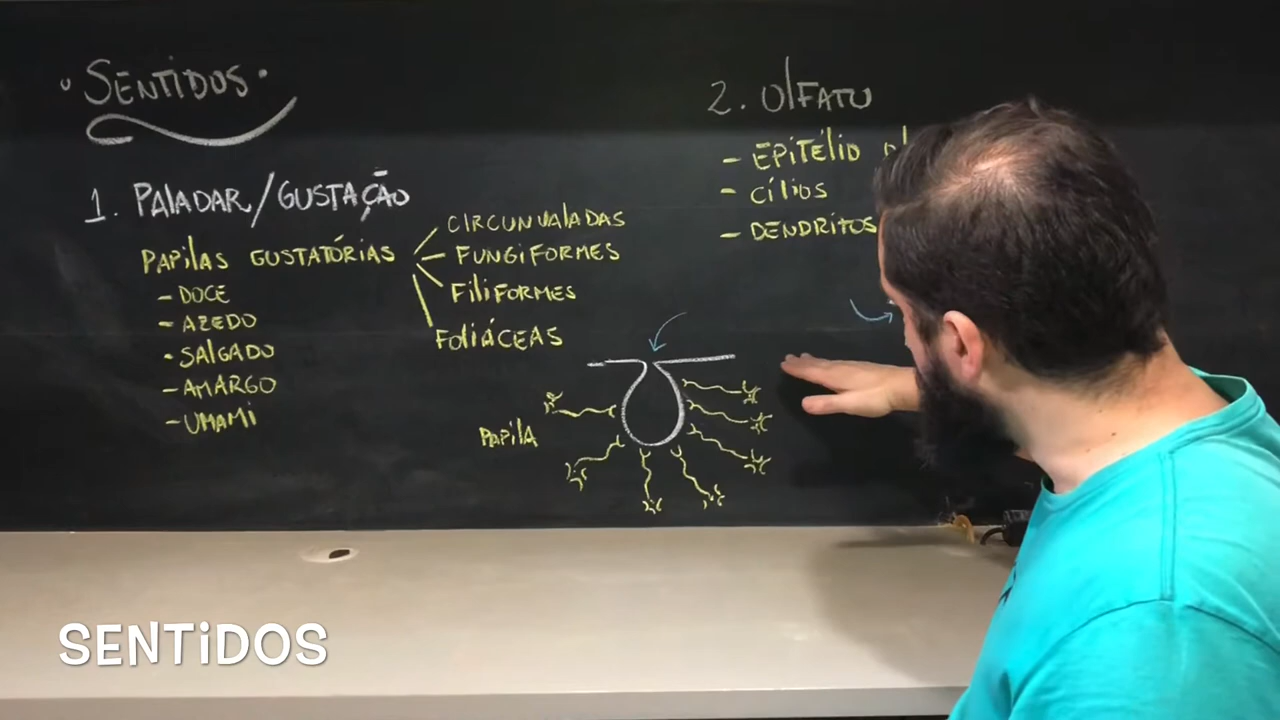 SENTIDOS
1. PALADAR/GUSTAÇÃO
PAPILAS GUSTATÓRIAS
- DOCE
- AZEDO
- SALGADO
- AMARGO
- UMAMI
CIRCUNVALADAS
FUNGIFORMES
FILIFORMES
FOLIÁCEAS
PAPILA
2. OLFATO
- EPITÉLIO
- CÍLIOS
- DENDRITOS
SENTIDOS